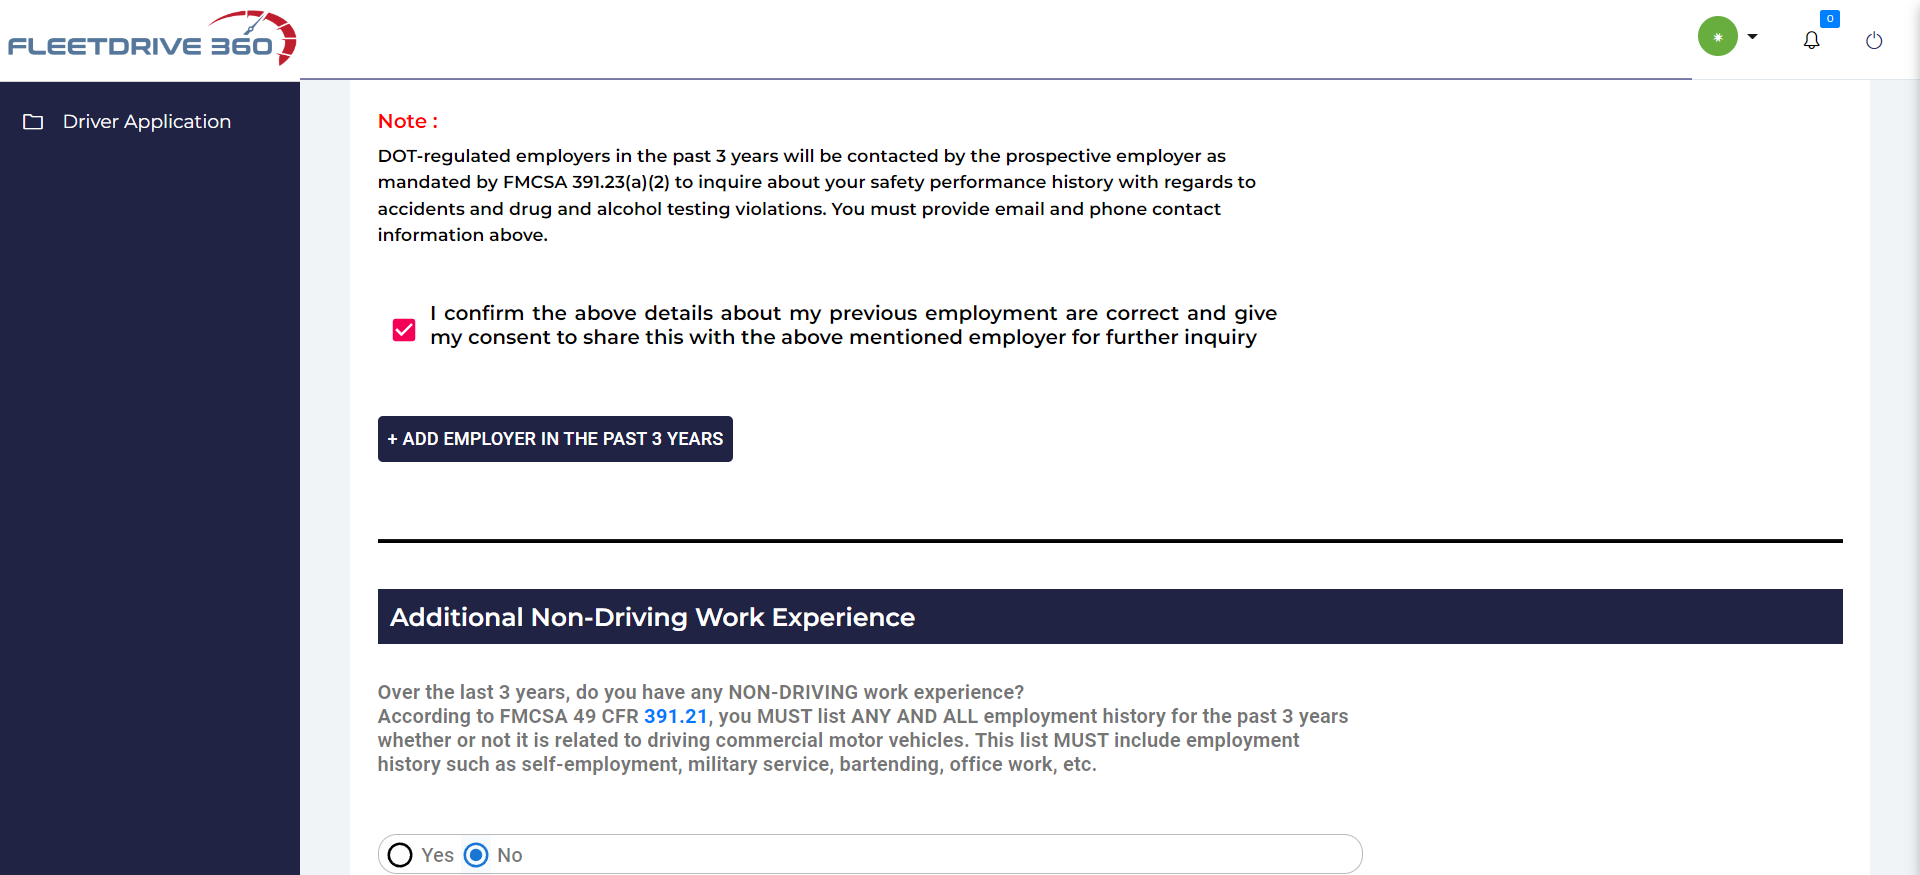 FLEETDRIVE 360
0
Driver Application
Note :
DOT-regulated employers in the past 3 years will be contacted by the prospective employer as
mandated by FMCSA 391.23(a)(2) to inquire about your safety performance history with regards to
accidents and drug and alcohol testing violations. You must provide email and phone contact
information above.
I confirm the above details about my previous employment are correct and give
my consent to share this with the above mentioned employer for further inquiry
+ ADD EMPLOYER IN THE PAST 3 YEARS
Additional Non-Driving Work Experience
Over the last 3 years, do you have any NON-DRIVING work experience?
According to FMCSA 49 CFR 391.21, you MUST list ANY AND ALL employment history for the past 3 years
whether or not it is related to driving commercial motor vehicles. This list MUST include employment
history such as self-employment, military service, bartending, office work, etc.
Yes No